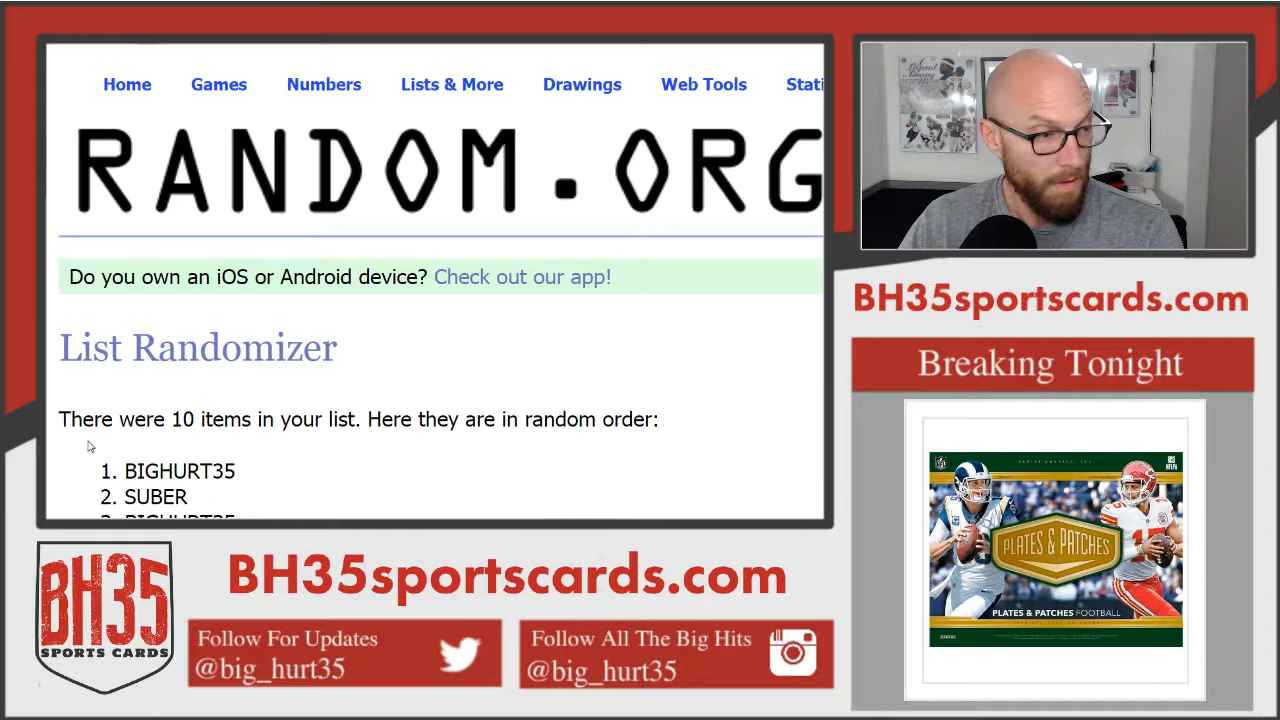 Home Games Numbers Lists & More Drawings Web Tools Stati
RANDOM.ORG
Do you own an iOS or Android device? Check out our app!
List Randomizer
There were 10 items in your list. Here they are in random order:
1. BIGHURT35
2. SUBER
3. BIGHURT35
BH35sportscards.com
Breaking Tonight
PLATES & PATCHES
PLATES & PATCHES FOOTBALL
BH35
SPORTS CARDS
BH35sportscards.com
Follow For Updates
@big_hurt35
Follow All The Big Hits
@big_hurt35